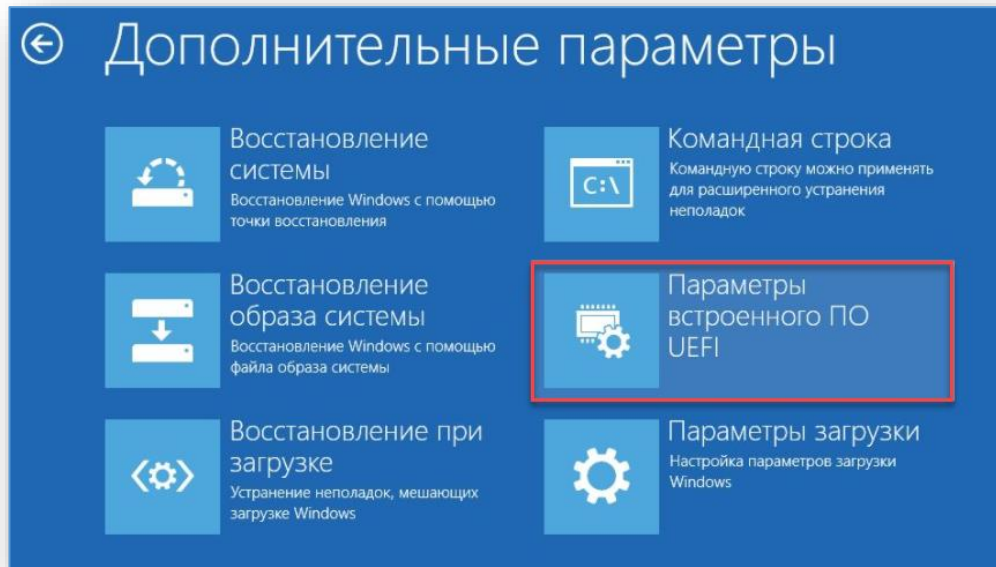 Дополнительные параметры
Восстановление
системы
Восстановление Windows с помощью
точки восстановления
Командная строка
Командную строку можно применять
для расширенного устранения
неполадок
C:\
Восстановление
образа системы
Восстановление Windows с помощью
файла образа системы
Параметры
встроенного ПО
UEFI
Восстановление при
загрузке
Устранение неполадок, мешающих
загрузке Windows
Параметры загрузки
Настройка параметров загрузки
Windows